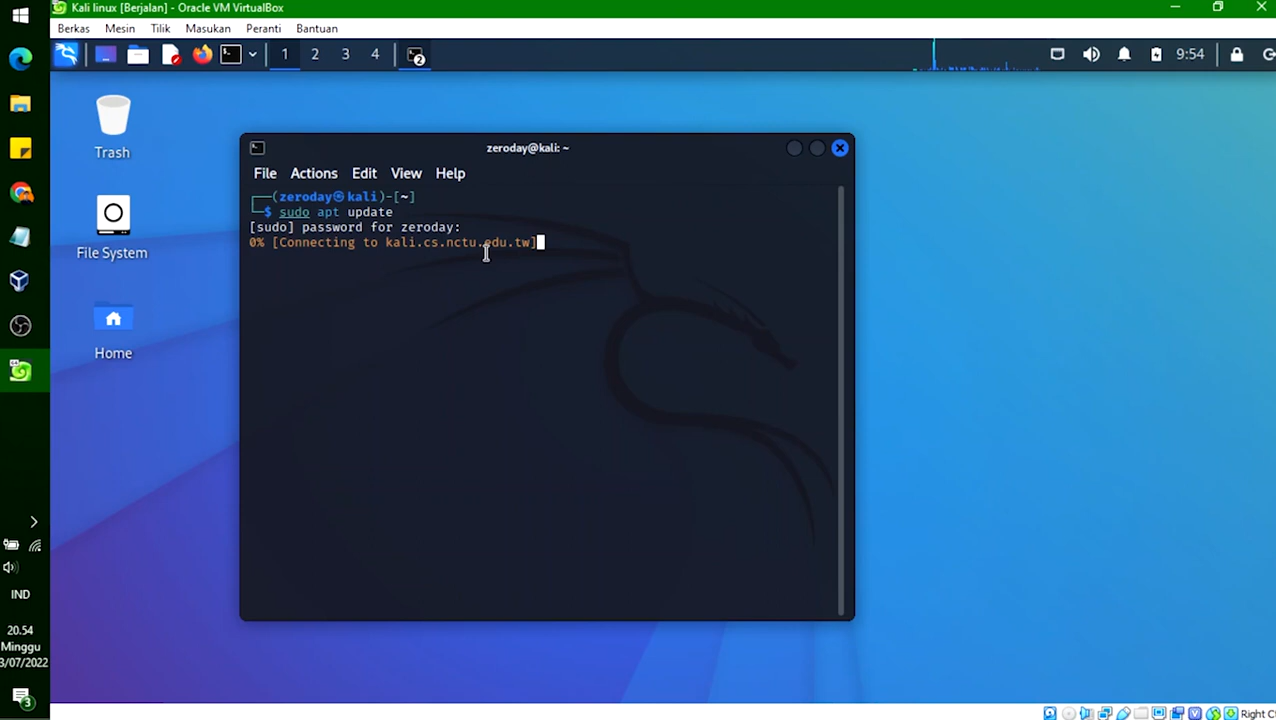 Kali linux [Berjalan] - Oracle VM VirtualBox
Berkas Mesin Tilik Masukan Peranti Bantuan
1 2 3 4 2 9:54
Trash
File System
Home
zeroday@kali: ~
File Actions Edit View Help
┌──(zeroday㉿kali)-[~]
└─$ sudo apt update
[sudo] password for zeroday:
0% [Connecting to kali.cs.nctu.edu.tw]
IND
20.54
Minggu
3/07/2022
3
Right C